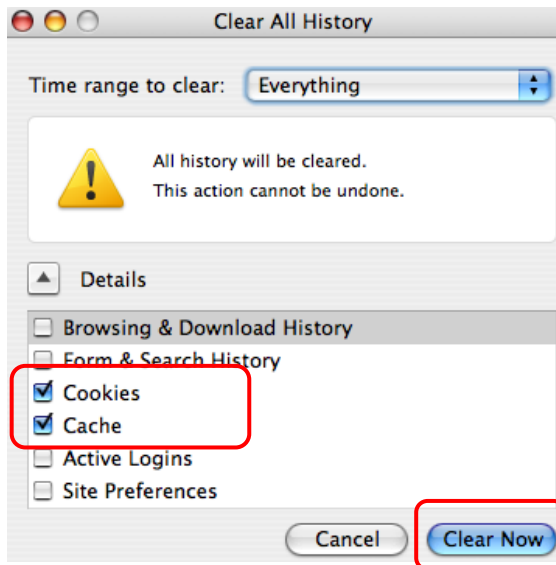 Clear All History
Time range to clear: Everything
All history will be cleared.
This action cannot be undone.
Details
Browsing & Download History
Form & Search History
Cookies
Cache
Active Logins
Site Preferences
Cancel Clear Now